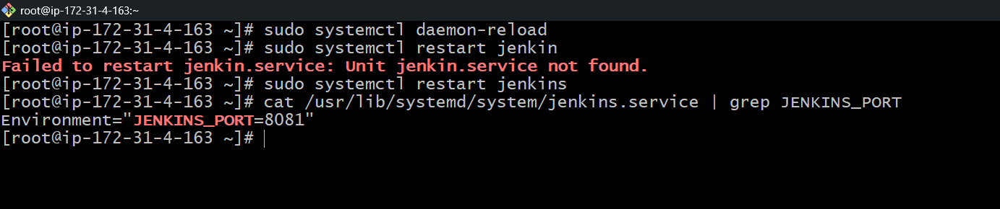 root@ip-172-31-4-163:~
[root@ip-172-31-4-163 ~]# sudo systemctl daemon-reload
[root@ip-172-31-4-163 ~]# sudo systemctl restart jenkin
Failed to restart jenkin.service: Unit jenkin.service not found.
[root@ip-172-31-4-163 ~]# sudo systemctl restart jenkins
[root@ip-172-31-4-163 ~]# cat /usr/lib/systemd/system/jenkins.service | grep JENKINS_PORT
Environment="JENKINS_PORT=8081"
[root@ip-172-31-4-163 ~]#